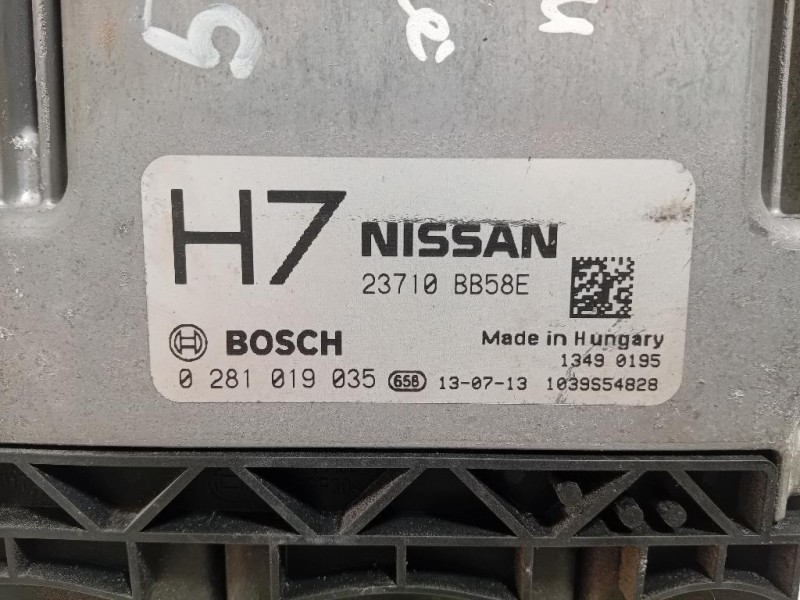 5
H7 NISSAN
23710 BB58E
BOSCH
Made in Hungary
1349 0195
0 281 019 035 658 13-07-13 1039S54828